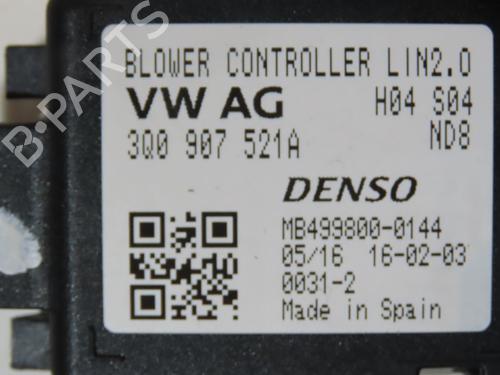 BLOWER CONTROLLER LIN2.0
VW AG H04 S04
3Q0 907 521A ND8
DENSO
MB499800-0144
05/16 16-02-03
0031-2
Made in Spain